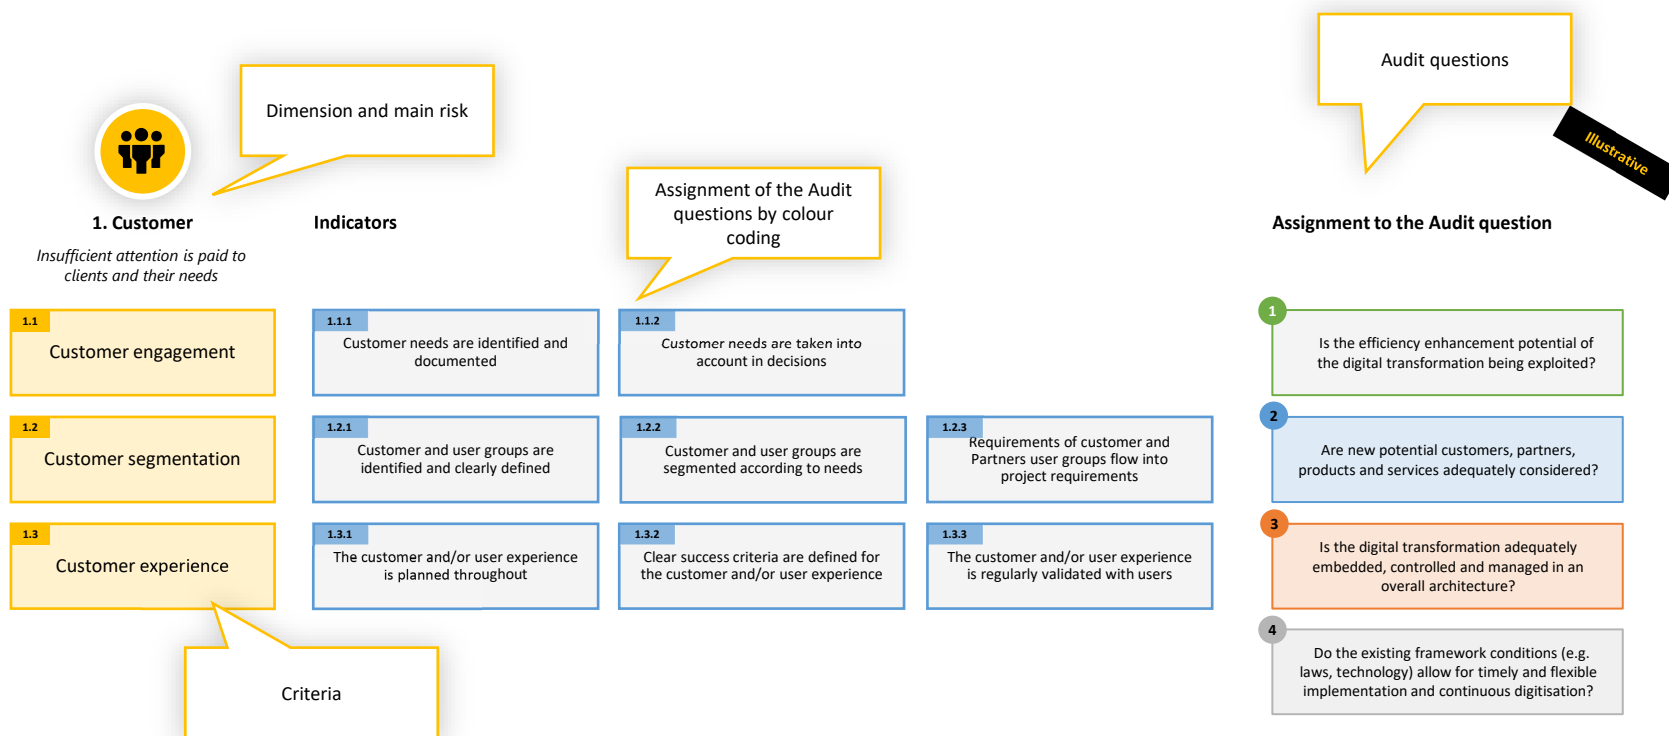 Audit questions
Dimension and main risk
Illustrative
Assignment of the Audit
questions by colour
coding
1. Customer
Indicators
Assignment to the Audit question
Insufficient attention is paid to
clients and their needs
1.1
Customer engagement
1.1.1
Customer needs are identified and
documented
1.1.2
Customer needs are taken into
account in decisions
1
Is the efficiency enhancement potential of
the digital transformation being exploited?
1.2
Customer segmentation
1.2.1
Customer and user groups are
identified and clearly defined
1.2.2
Customer and user groups are
segmented according to needs
1.2.3
Requirements of customer and
Partners user groups flow into
project requirements
2
Are new potential customers, partners,
products and services adequately considered?
1.3
Customer experience
1.3.1
The customer and/or user experience
is planned throughout
1.3.2
Clear success criteria are defined for
the customer and/or user experience
1.3.3
The customer and/or user experience
is regularly validated with users
3
Is the digital transformation adequately
embedded, controlled and managed in an
overall architecture?
4
Do the existing framework conditions (e.g.
laws, technology) allow for timely and flexible
implementation and continuous digitisation?
Criteria